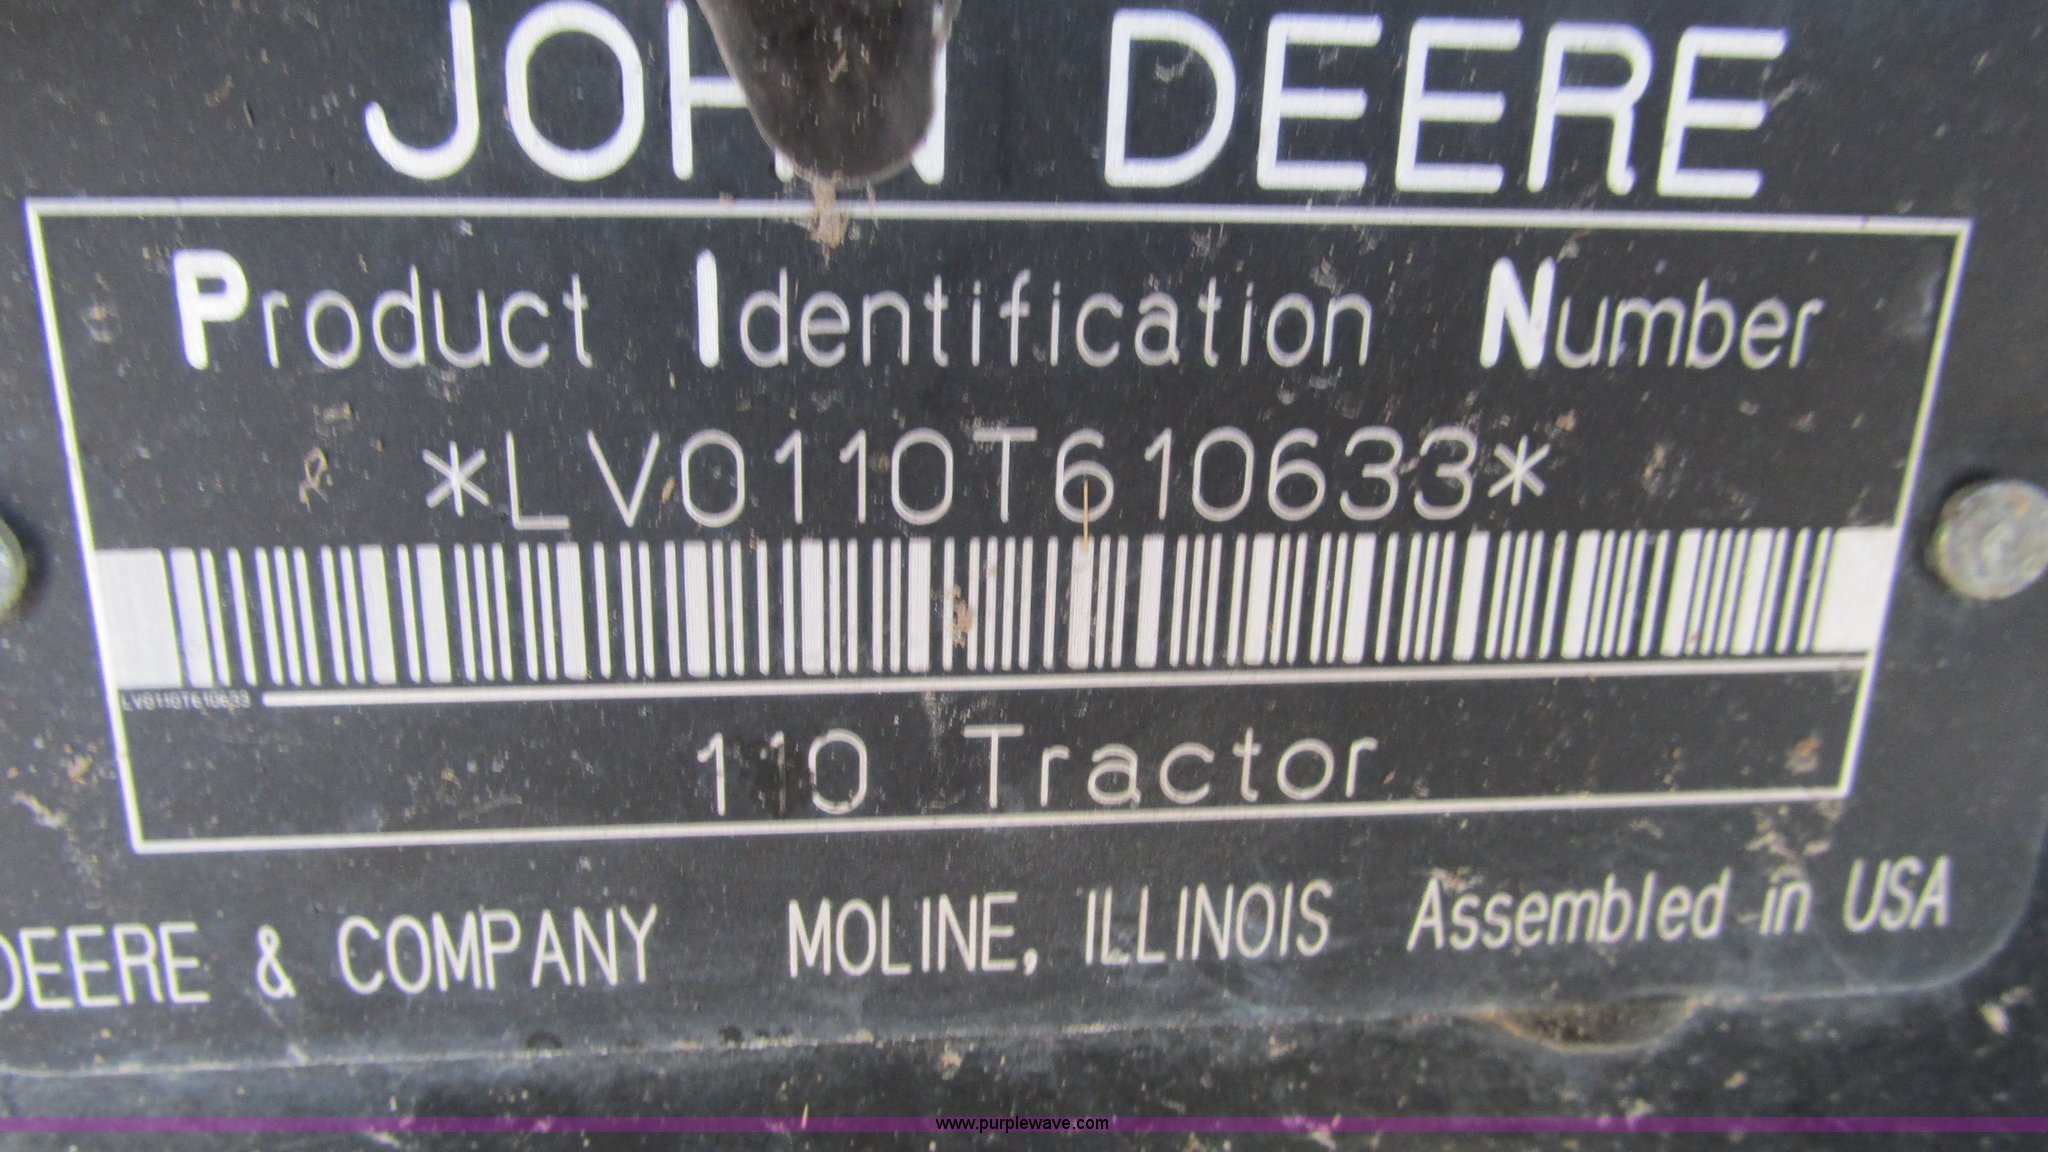 JOHN DEERE
Product Identification Number
*LV0110T610633*
LV0110T610633
110 Tractor
DEERE & COMPANY MOLINE, ILLINOIS Assembled in USA
www.purplewave.com